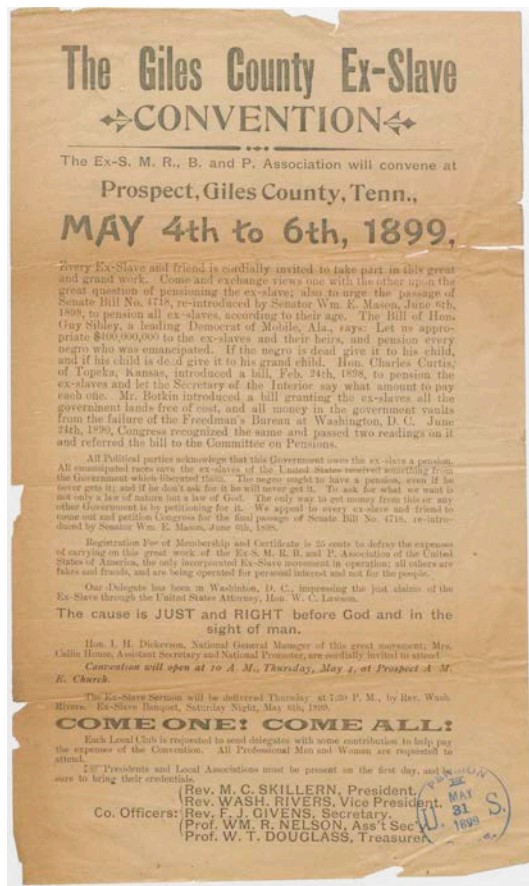 The Giles County Ex-Slave
CONVENTION
The Ex-S. M. R., B. and P. Association will convene at
Prospect, Giles County, Tenn.,
MAY 4th to 6th, 1899,
Every Ex-Slave and friend is cordially invited to take part in this great
and grand work. Come and exchange views one with the other upon the
great question of pensioning the ex-slave; also to urge the passage of
Senate Bill No. 4718, re-introduced by Senator Wm. E. Mason, June 6th,
1898, to pension all ex-slaves, according to their age. The Bill of Hon.
Guy Sibley, a leading Democrat of Mobile, Ala., says: Let us appro-
priate $400,000,000 to the ex-slaves and their heirs, and pension every
negro who was emancipated. If the negro is dead give it to his child,
and if his child is dead give it to his grand child. Hon. Charles Curtis,
of Topeka, Kansas, introduced a bill, Feb. 24th, 1898, to pension the
ex-slaves and let the Secretary of the Interior say what amount to pay
each one. Mr. Botkin introduced a bill granting the ex-slaves all the
government lands free of cost, and all money in the government vaults
from the failure of the Freedman's Bureau at Washington, D. C. June
24th, 1890, Congress recognized the same and passed two readings on it
and referred the bill to the Committee on Pensions.
All Political parties acknowlege that this Government owes the ex-slave a pension.
All emancipated races save the ex-slaves of the United States received something from
the Government which liberated them. The negro ought to have a pension, even if he
never gets it; and if he don't ask for it he will never get it. To ask for what we want is
not only a law of nature but a law of God. The only way to get money from this or any
other Government is by petitioning for it. We appeal to every ex-slave and friend to
come out and petition Congress for the final passage of Senate Bill No. 4718, re-intro-
duced by Senator Wm. E. Mason, June 6th, 1898.
Registration Fee of Membership and Certificate is 25 cents to defray the expenses
of carrying on this great work of the Ex-S. M. R. B. and P. Association of the United
States of America, the only incorporated Ex-Slave movement in operation; all others are
fakes and frauds, and are being operated for personal interest and not for the people.
Our Delegate has been in Washinton, D. C., impressing the just claims of the
Ex-Slave through the United States Attorney, Hon. W. C. Lawson.
The cause is JUST and RIGHT before God and in the
sight of man.
Hon. I. H. Dickerson, National General Manager of this great movement; Mrs.
Callie House, Assistant Secretary and National Promoter, are cordially invited to attend.
Convention will open at 10 A. M., Thursday, May 4, at Prospect A. M.
E. Church.
The Ex-Slave Sermon will be delivered Thursday at 7:30 P. M., by Rev. Wash
Rivers. Ex-Slave Banquet, Saturday Night, May 6th, 1899.
COME ONE! COME ALL!
Each Local Club is requested to send delegates with some contribution to help pay
the expenses of the Convention. All Professional Men and Women are requested to
attend.
☞ Presidents and Local Associations must be present on the first day, and be
sure to bring their credentials.
Rev. M. C. SKILLERN, President.
Rev. WASH. RIVERS, Vice President.
Co. Officers: Rev. F. J. GIVENS, Secretary.
Prof. WM. R. NELSON, Ass't Sec'y
Prof. W. T. DOUGLASS, Treasurer
PENSION
MAY
31
1899
U. S.